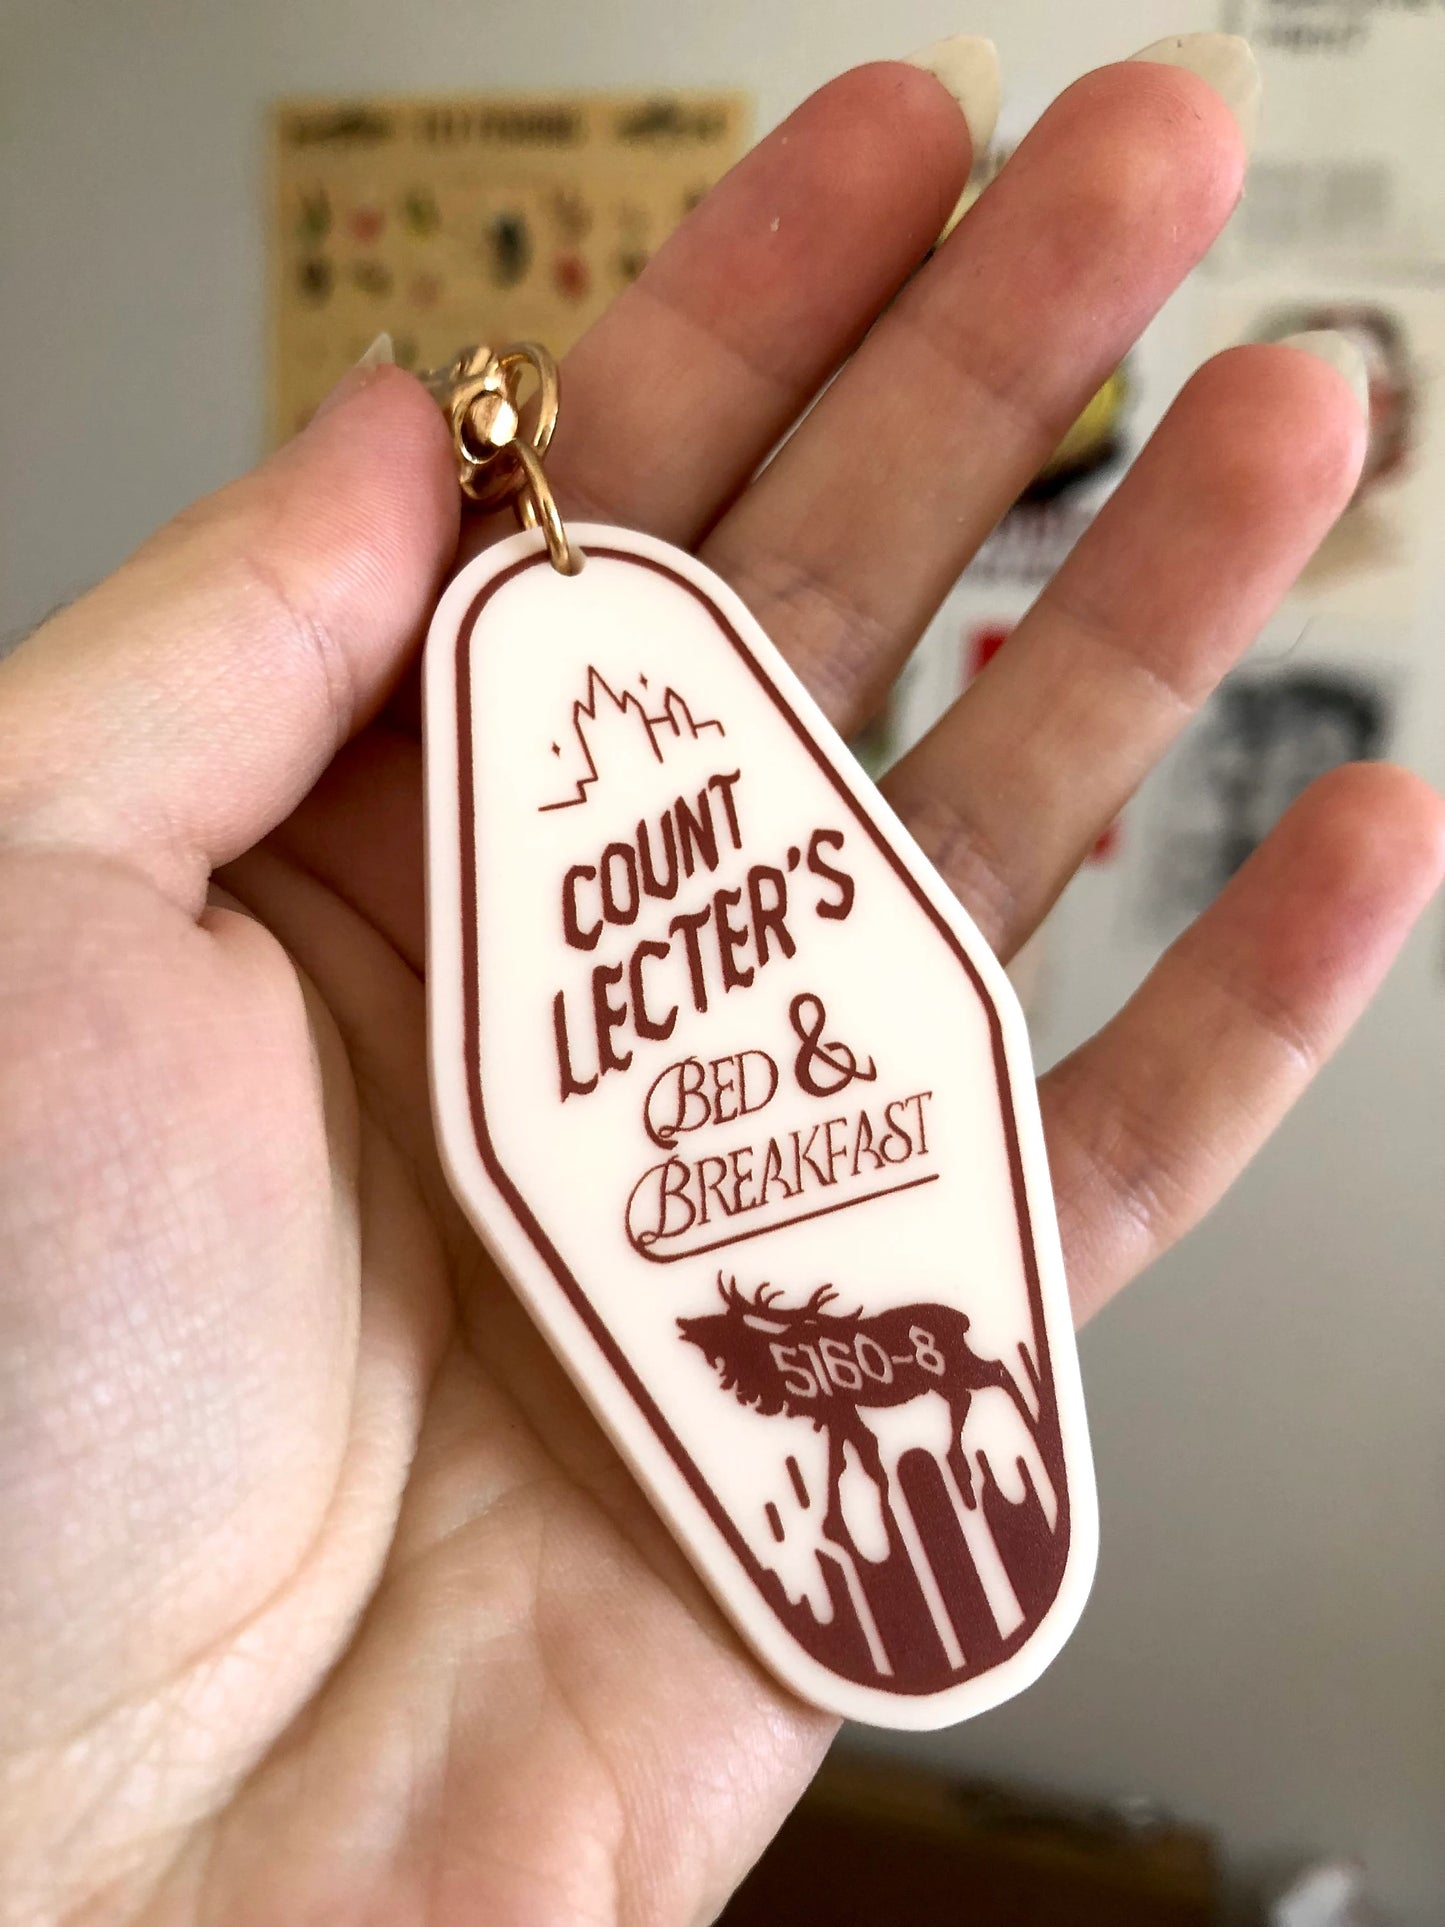 COUNT
LECTER'S
BED &
BREAKFAST
5160-8